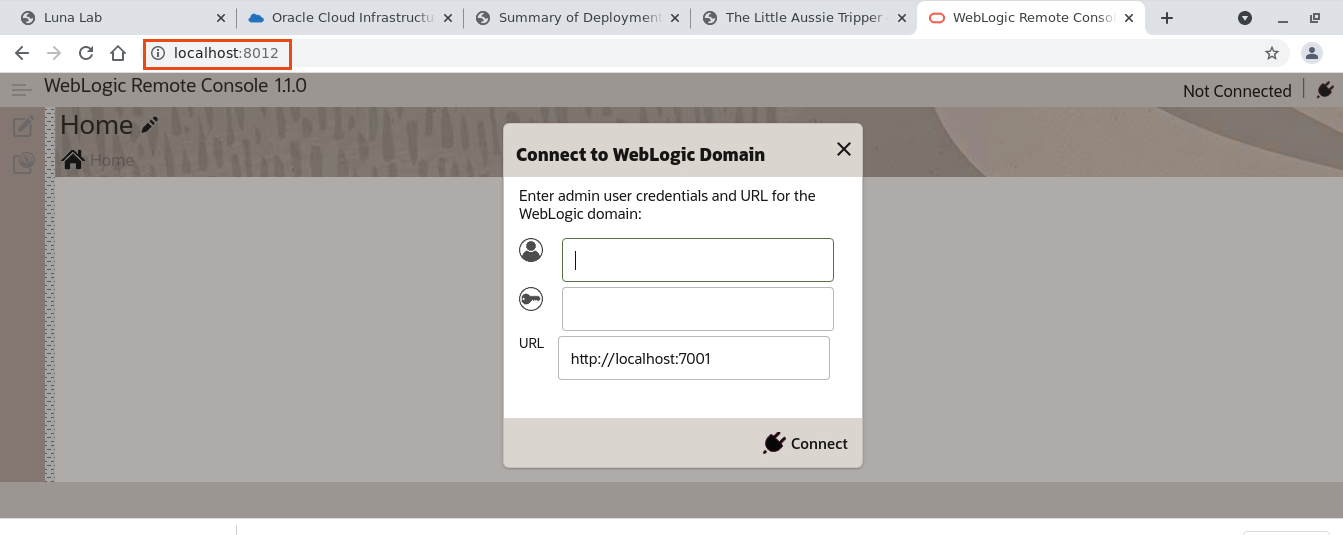 Luna Lab
Oracle Cloud Infrastructu
Summary of Deployment
The Little Aussie Tripper
WebLogic Remote Conso
localhost:8012
WebLogic Remote Console 1.1.0
Not Connected
Home
Home
Connect to WebLogic Domain
Enter admin user credentials and URL for the
WebLogic domain:
URL
http://localhost:7001
Connect